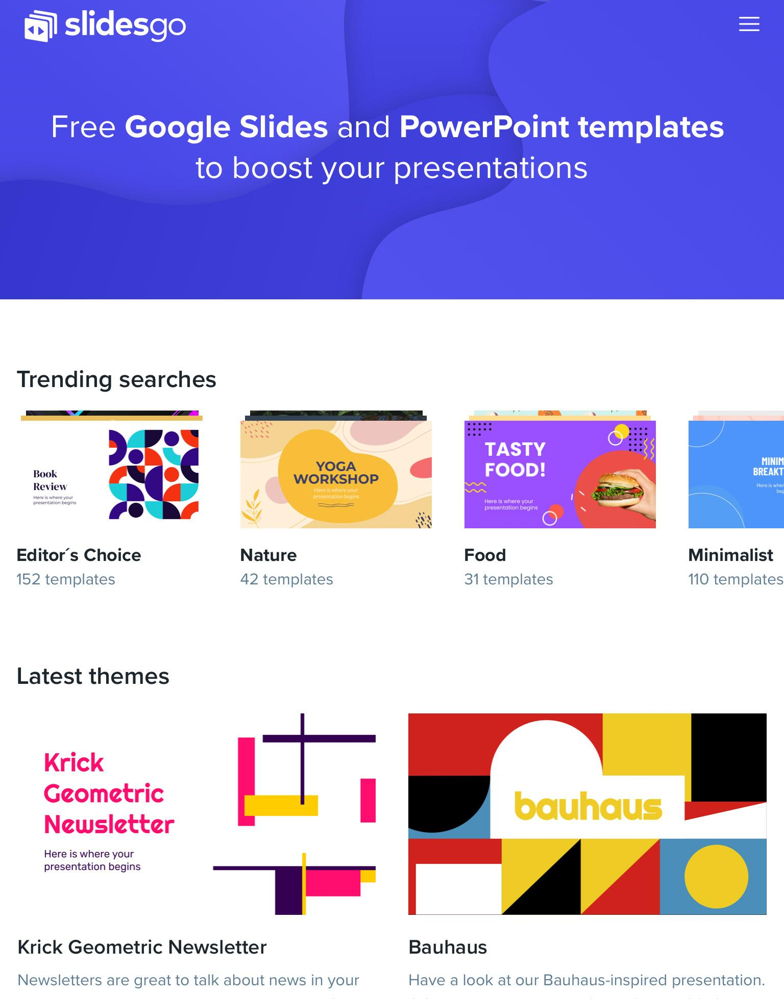 slidesgo
Free Google Slides and PowerPoint templates
to boost your presentations
Trending searches
Book
Review
Here is where your
presentation begins
Editor´s Choice
152 templates
YOGA
WORKSHOP
Here is where your
presentation begins
Nature
42 templates
TASTY
FOOD!
Here is where your
presentation begins
Food
31 templates
MINIM
BREAKT
Here is wher
beg
Minimalist
110 templates
Latest themes
Krick
Geometric
Newsletter
Here is where your
presentation begins
Krick Geometric Newsletter
Newsletters are great to talk about news in your
bauhaus
Bauhaus
Have a look at our Bauhaus-inspired presentation.